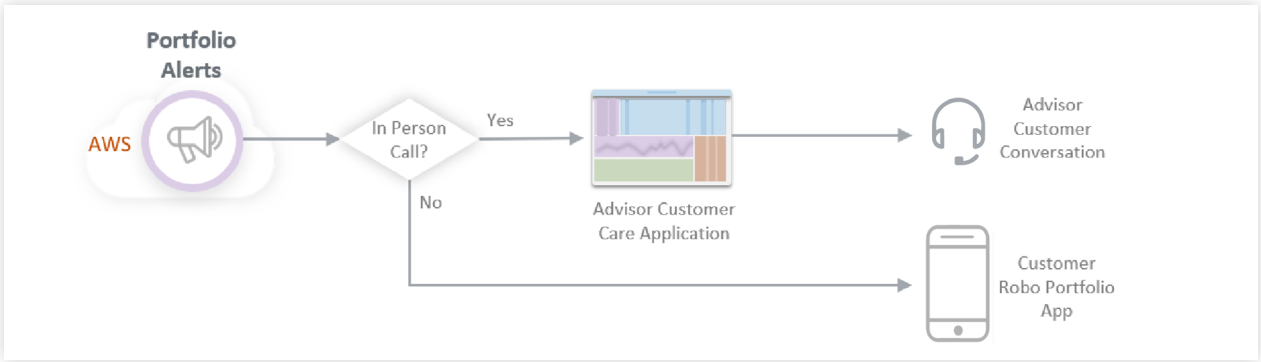 Portfolio
Alerts
AWS
In Person
Call?
Yes
No
Advisor Customer
Care Application
Advisor
Customer
Conversation
Customer
Robo Portfolio
App